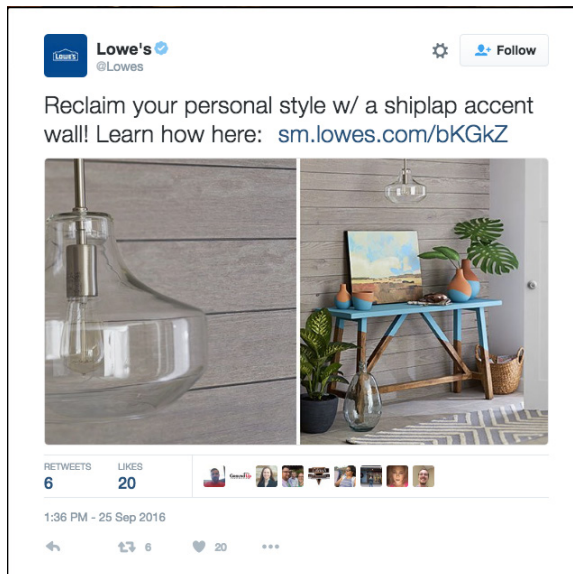 LOWE'S
Lowe's
@Lowes
Follow
Reclaim your personal style w/ a shiplap accent
wall! Learn how here: sm.lowes.com/bKGkZ
RETWEETS
LIKES
6
20
1:36 PM - 25 Sep 2016
6
20